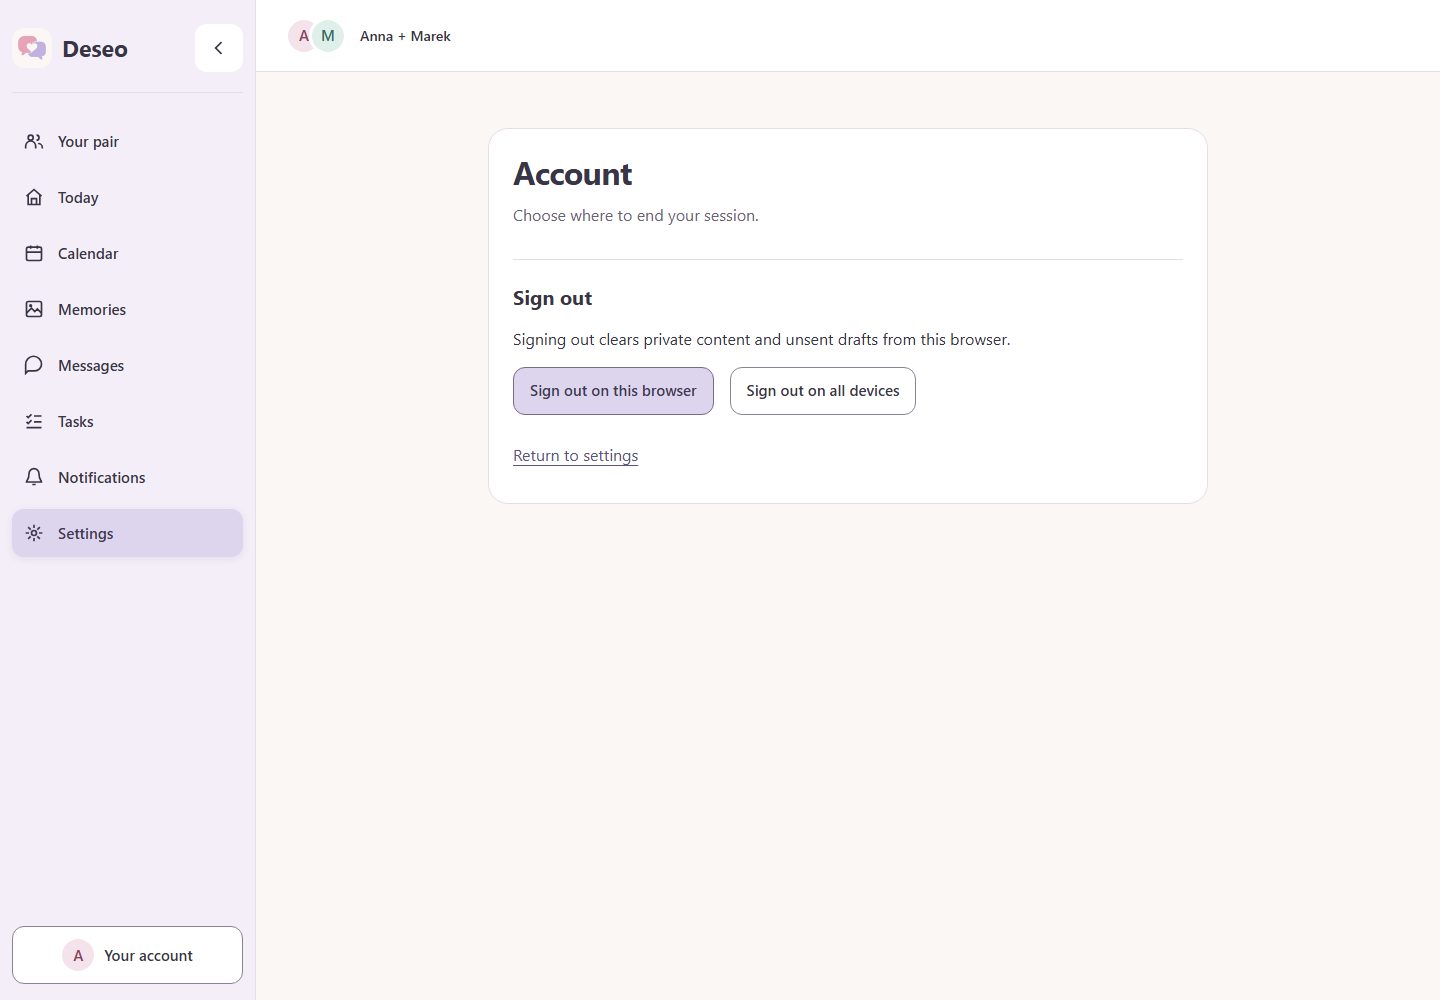 Deseo
Your pair
Today
Calendar
Memories
Messages
Tasks
Notifications
Settings
A Your account
A M Anna + Marek
Account
Choose where to end your session.
Sign out
Signing out clears private content and unsent drafts from this browser.
Sign out on this browser
Sign out on all devices
Return to settings